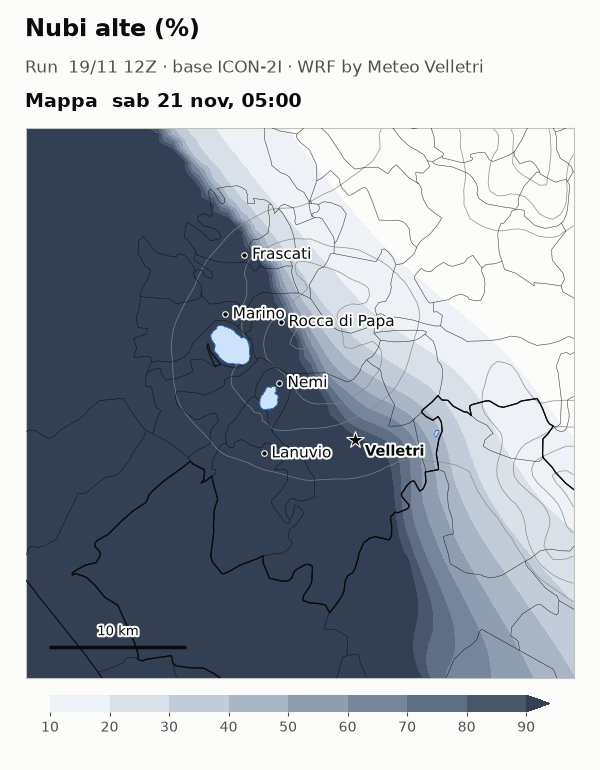 Nubi alte (%)
Run  19/11 12Z · base ICON-2I · WRF by Meteo Velletri
Mappa  sab 21 nov, 05:00
Frascati
Marino
Rocca di Papa
Nemi
Velletri
Lanuvio
10 km
10 20 30 40 50 60 70 80 90